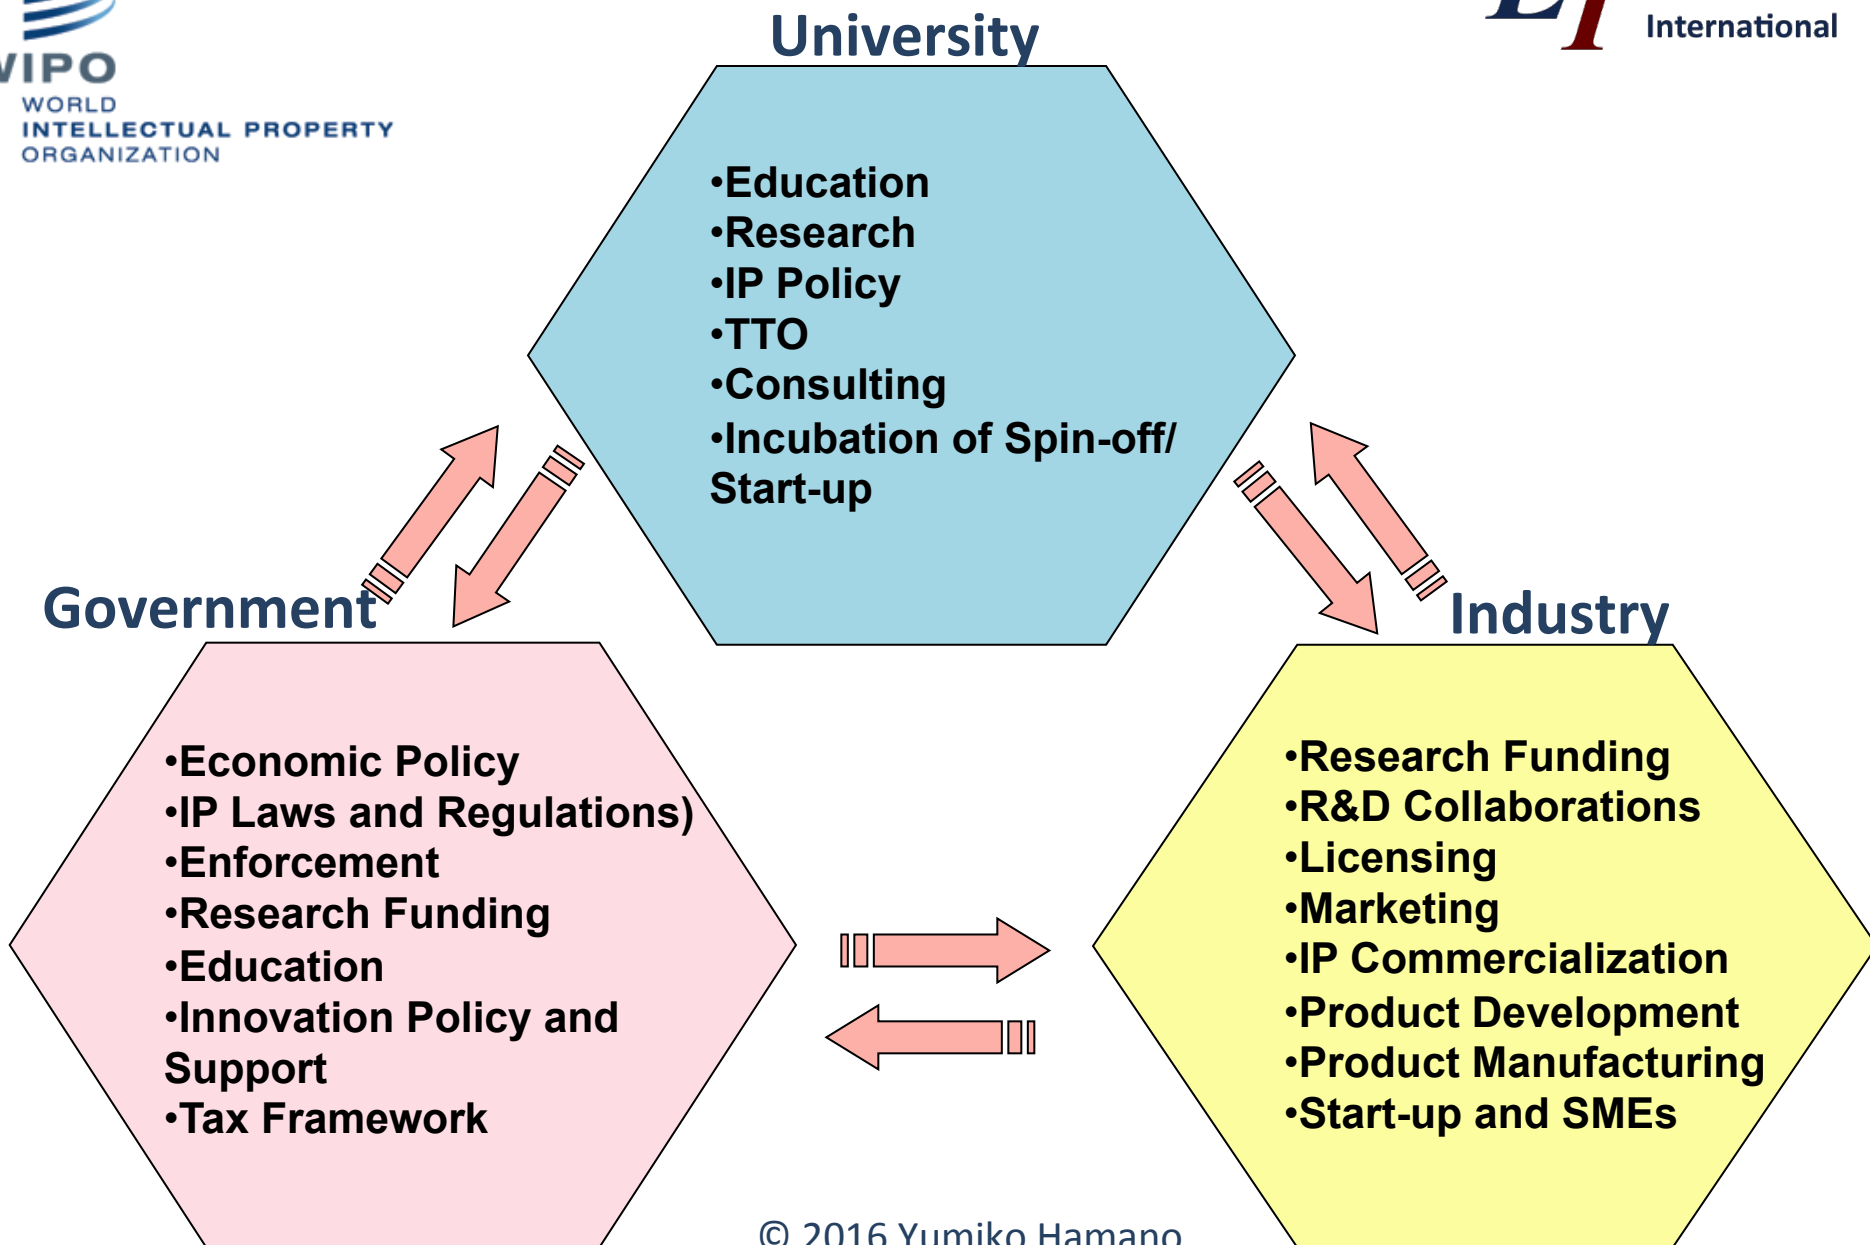 WIPO
WORLD
INTELLECTUAL PROPERTY
ORGANIZATION
International
University
•Education
•Research
•IP Policy
•TTO
•Consulting
•Incubation of Spin-off/
Start-up
Government
•Economic Policy
•IP Laws and Regulations)
•Enforcement
•Research Funding
•Education
•Innovation Policy and
Support
•Tax Framework
Industry
•Research Funding
•R&D Collaborations
•Licensing
•Marketing
•IP Commercialization
•Product Development
•Product Manufacturing
•Start-up and SMEs
© 2016 Yumiko Hamano